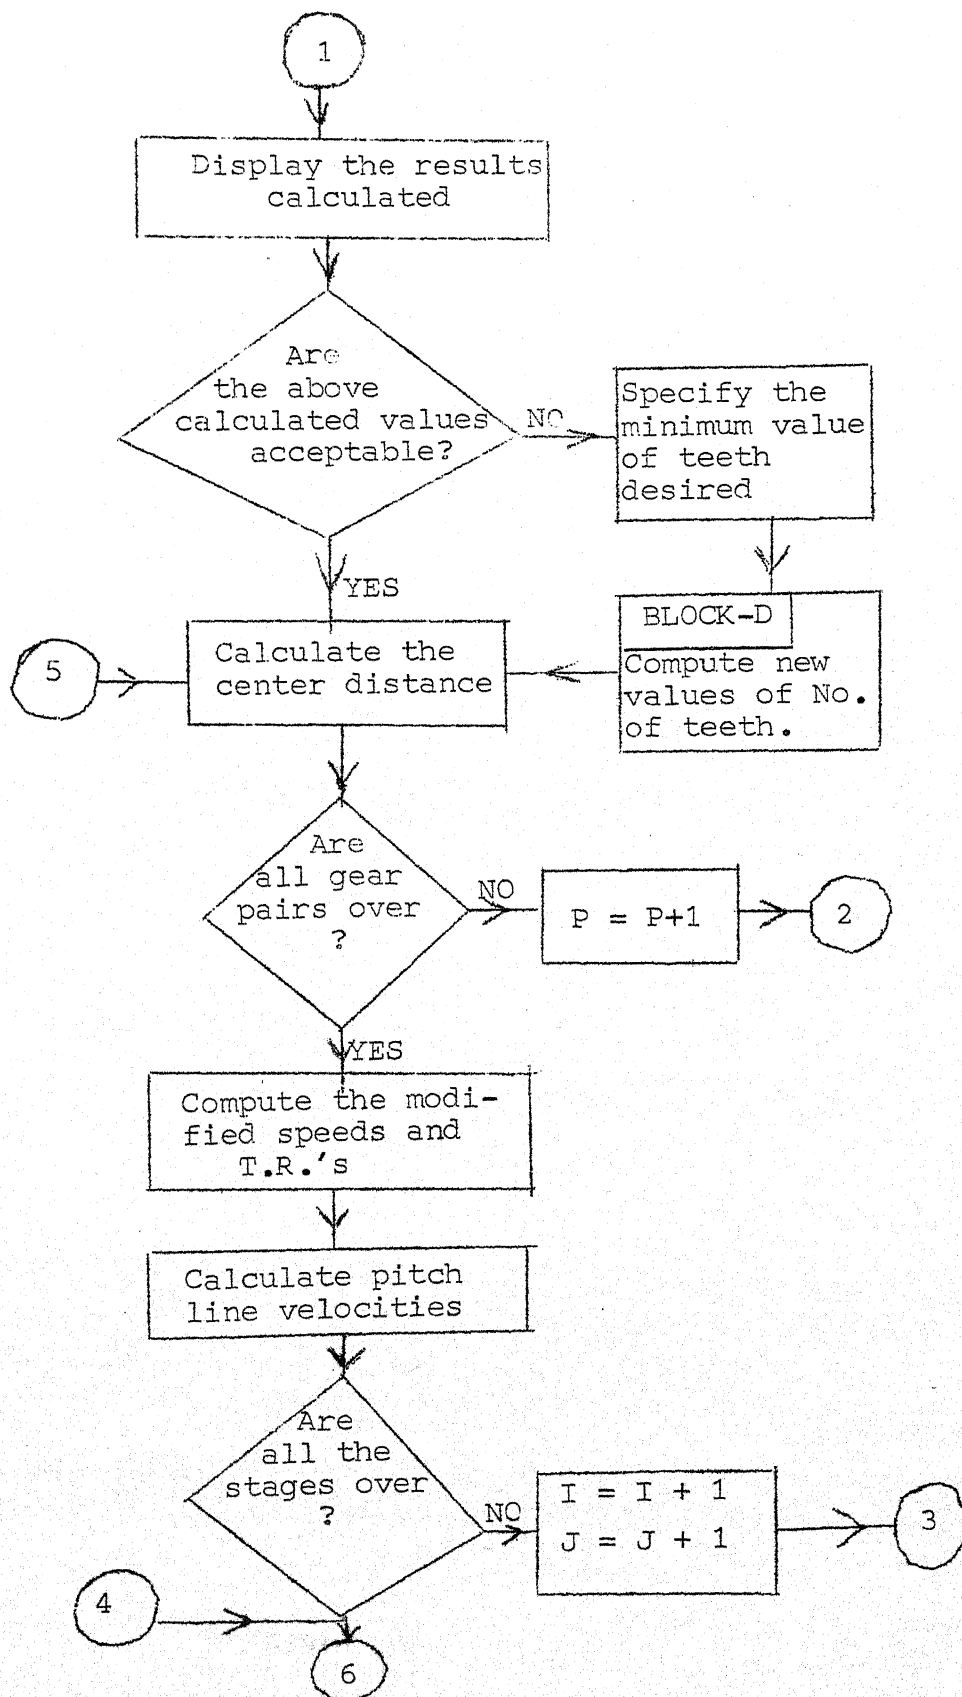 1
Display the results
calculated
Are
the above
calculated values
acceptable?
NO
Specify the
minimum value
of teeth
desired
YES
BLOCK-D
Compute new
values of No.
of teeth.
5
Calculate the
center distance
Are
all gear
pairs over
?
NO
P = P+1
2
YES
Compute the modi-
fied speeds and
T.R.'s
Calculate pitch
line velocities
Are
all the
stages over
?
NO
I = I + 1
J = J + 1
3
4
6